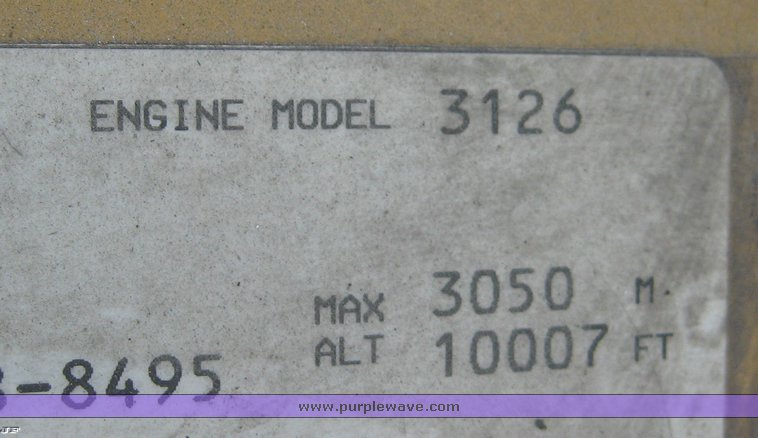 ENGINE MODEL 3126
MAX 3050 M.
ALT 10007 FT
-8495
www.purplewave.com